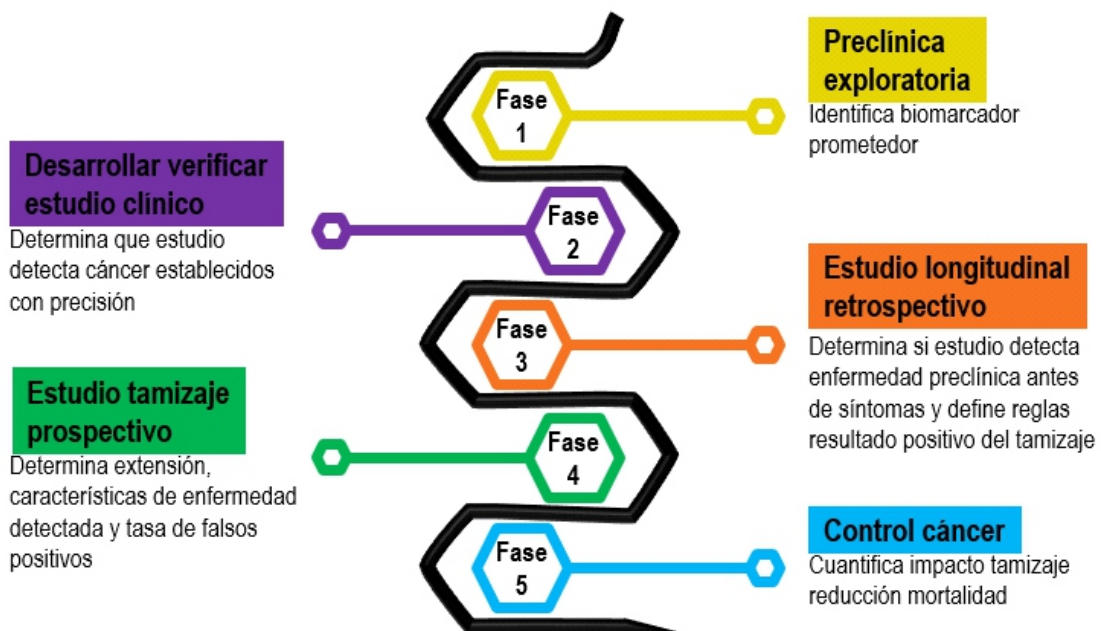 Fase
1
Preclínica
exploratoria
Identifica biomarcador
prometedor
Fase
2
Desarrollar verificar
estudio clínico
Determina que estudio
detecta cáncer establecidos
con precisión
Fase
3
Estudio longitudinal
retrospectivo
Determina si estudio detecta
enfermedad preclínica antes
de síntomas y define reglas
resultado positivo del tamizaje
Fase
4
Estudio tamizaje
prospectivo
Determina extensión,
características de enfermedad
detectada y tasa de falsos
positivos
Fase
5
Control cáncer
Cuantifica impacto tamizaje
reducción mortalidad